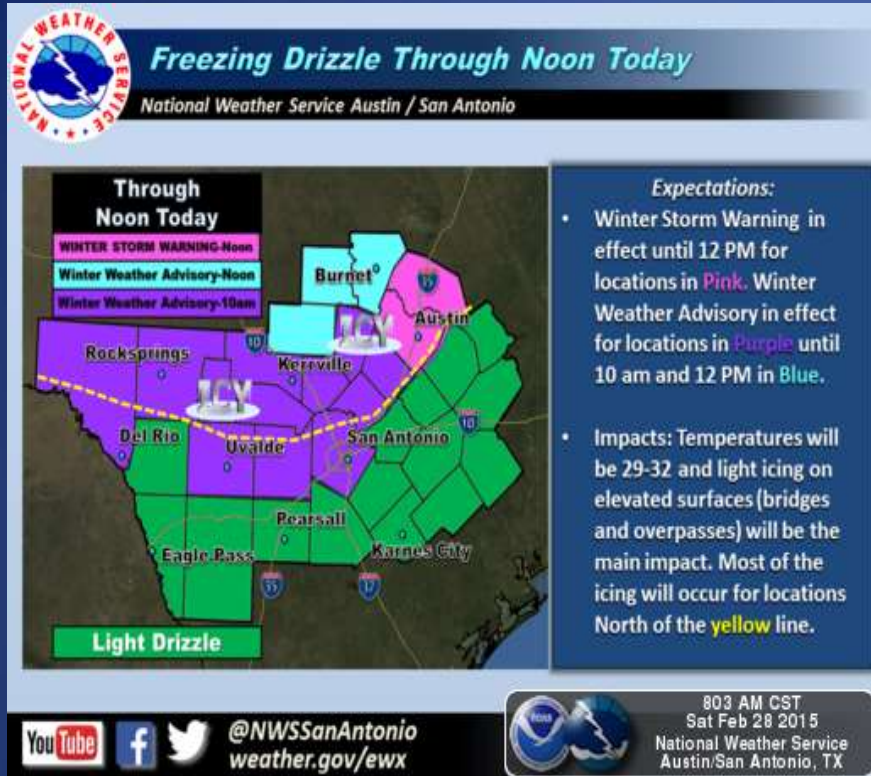 NATIONAL WEATHER SERVICE
Freezing Drizzle Through Noon Today
National Weather Service Austin / San Antonio
Through
Noon Today
WINTER STORM WARNING-Noon
Winter Weather Advisory-Noon
Winter Weather Advisory-10am
Burnet
35
Austin
ICY
10
Rocksprings
Kerrville
ICY
Del Rio
Uvalde
San Antonio
10
Pearsall
Eagle Pass
Karnes City
35
37
Light Drizzle
Expectations:
• Winter Storm Warning in
effect until 12 PM for
locations in Pink. Winter
Weather Advisory in effect
for locations in Purple until
10 am and 12 PM in Blue.
• Impacts: Temperatures will
be 29-32 and light icing on
elevated surfaces (bridges
and overpasses) will be the
main impact. Most of the
icing will occur for locations
North of the yellow line.
You Tube
f
@NWSSanAntonio
weather.gov/ewx
NOAA
803 AM CST
Sat Feb 28 2015
National Weather Service
Austin/San Antonio, TX